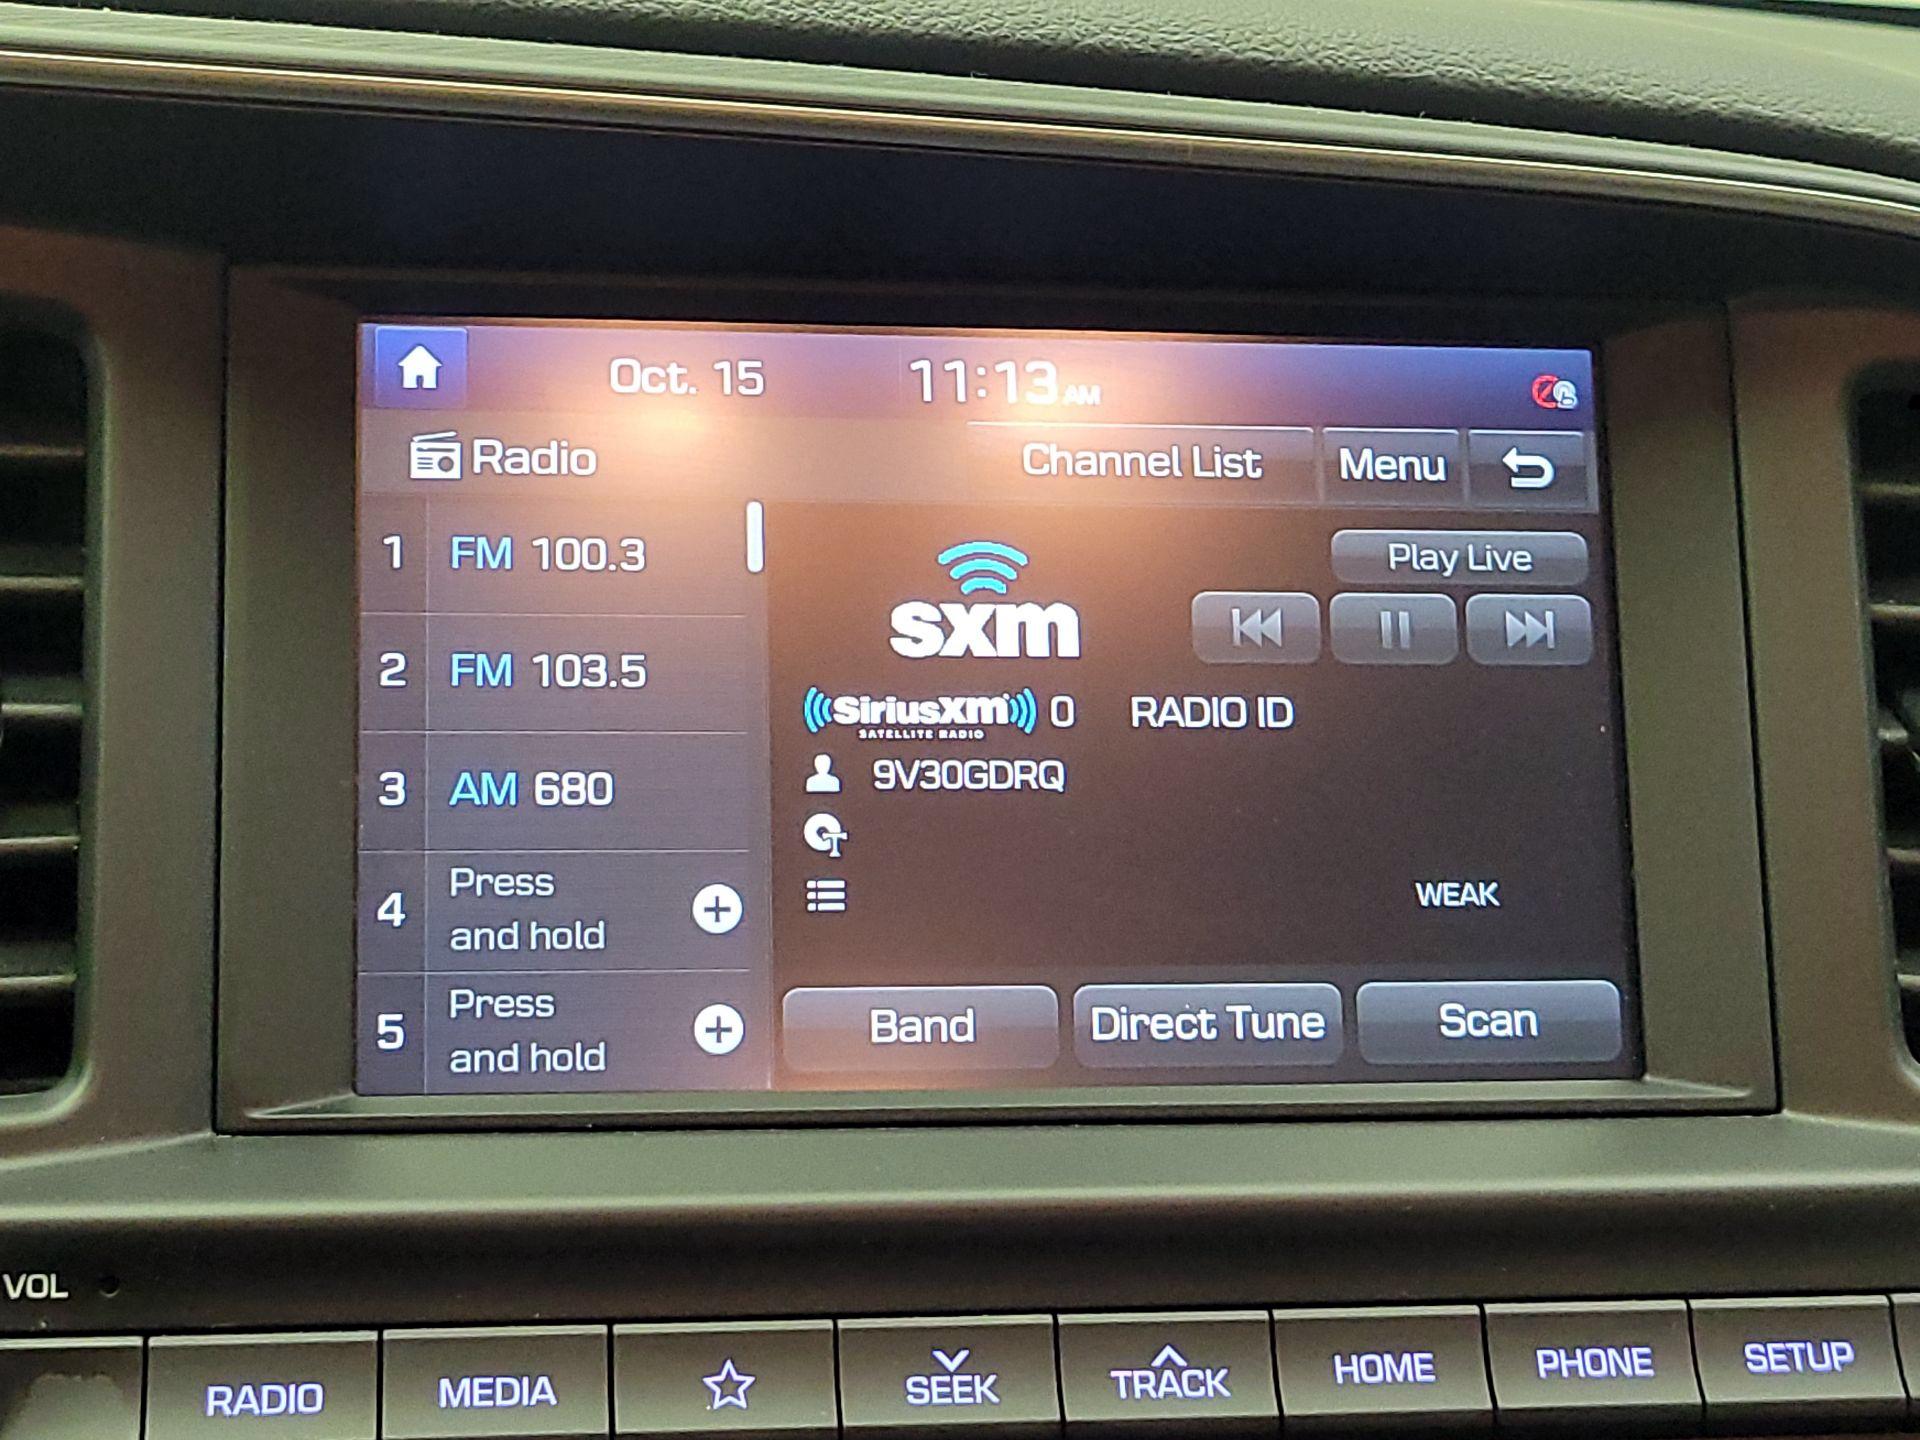 Oct. 15
11:13 AM
Radio
Channel List
Menu
1 FM 100.3
2 FM 103.5
3 AM 680
4 Press
and hold
5 Press
and hold
sxm
Play Live
SiriusXM 0 RADIO ID
SATELLITE RADIO
9V30GDRQ
WEAK
Band
Direct Tune
Scan
VOL
RADIO
MEDIA
SEEK
TRACK
HOME
PHONE
SETUP